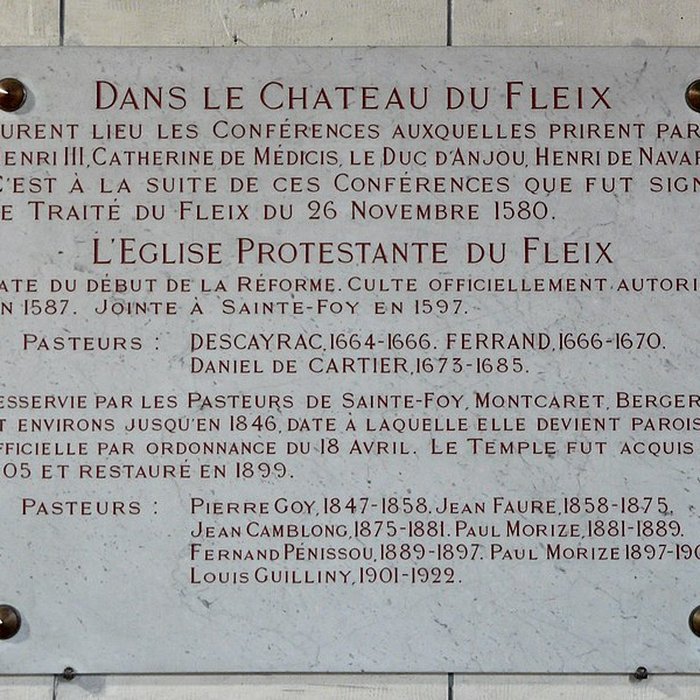 DANS LE CHATEAU DU FLEIX
URENT LIEU LES CONFÉRENCES AUXQUELLES PRIRENT PAR
ENRI III, CATHERINE DE MÉDICIS, LE DUC D'ANJOU, HENRI DE NAVAR
C'EST À LA SUITE DE CES CONFÉRENCES QUE FUT SIGN
E TRAITÉ DU FLEIX DU 26 NOVEMBRE 1580.
L'EGLISE PROTESTANTE DU FLEIX
ATE DU DÉBUT DE LA RÉFORME. CULTE OFFICIELLEMENT AUTORI
N 1587. JOINTE À SAINTE-FOY EN 1597.
PASTEURS : DESCAYRAC, 1664-1666. FERRAND, 1666-1670.
DANIEL DE CARTIER, 1673-1685.
ESSERVIE PAR LES PASTEURS DE SAINTE-FOY, MONTCARET, BERGER
T ENVIRONS JUSQU'EN 1846, DATE À LAQUELLE ELLE DEVIENT PAROIS
FFICIELLE PAR ORDONNANCE DU 18 AVRIL. LE TEMPLE FUT ACQUIS
05 ET RESTAURÉ EN 1899.
PASTEURS : PIERRE GOY, 1847-1858. JEAN FAURE, 1858-1875.
JEAN CAMBLONG, 1875-1881. PAUL MORIZE, 1881-1889.
FERNAND PÉNISSOU, 1889-1897. PAUL MORIZE 1897-190
LOUIS GUILLINY, 1901-1922.